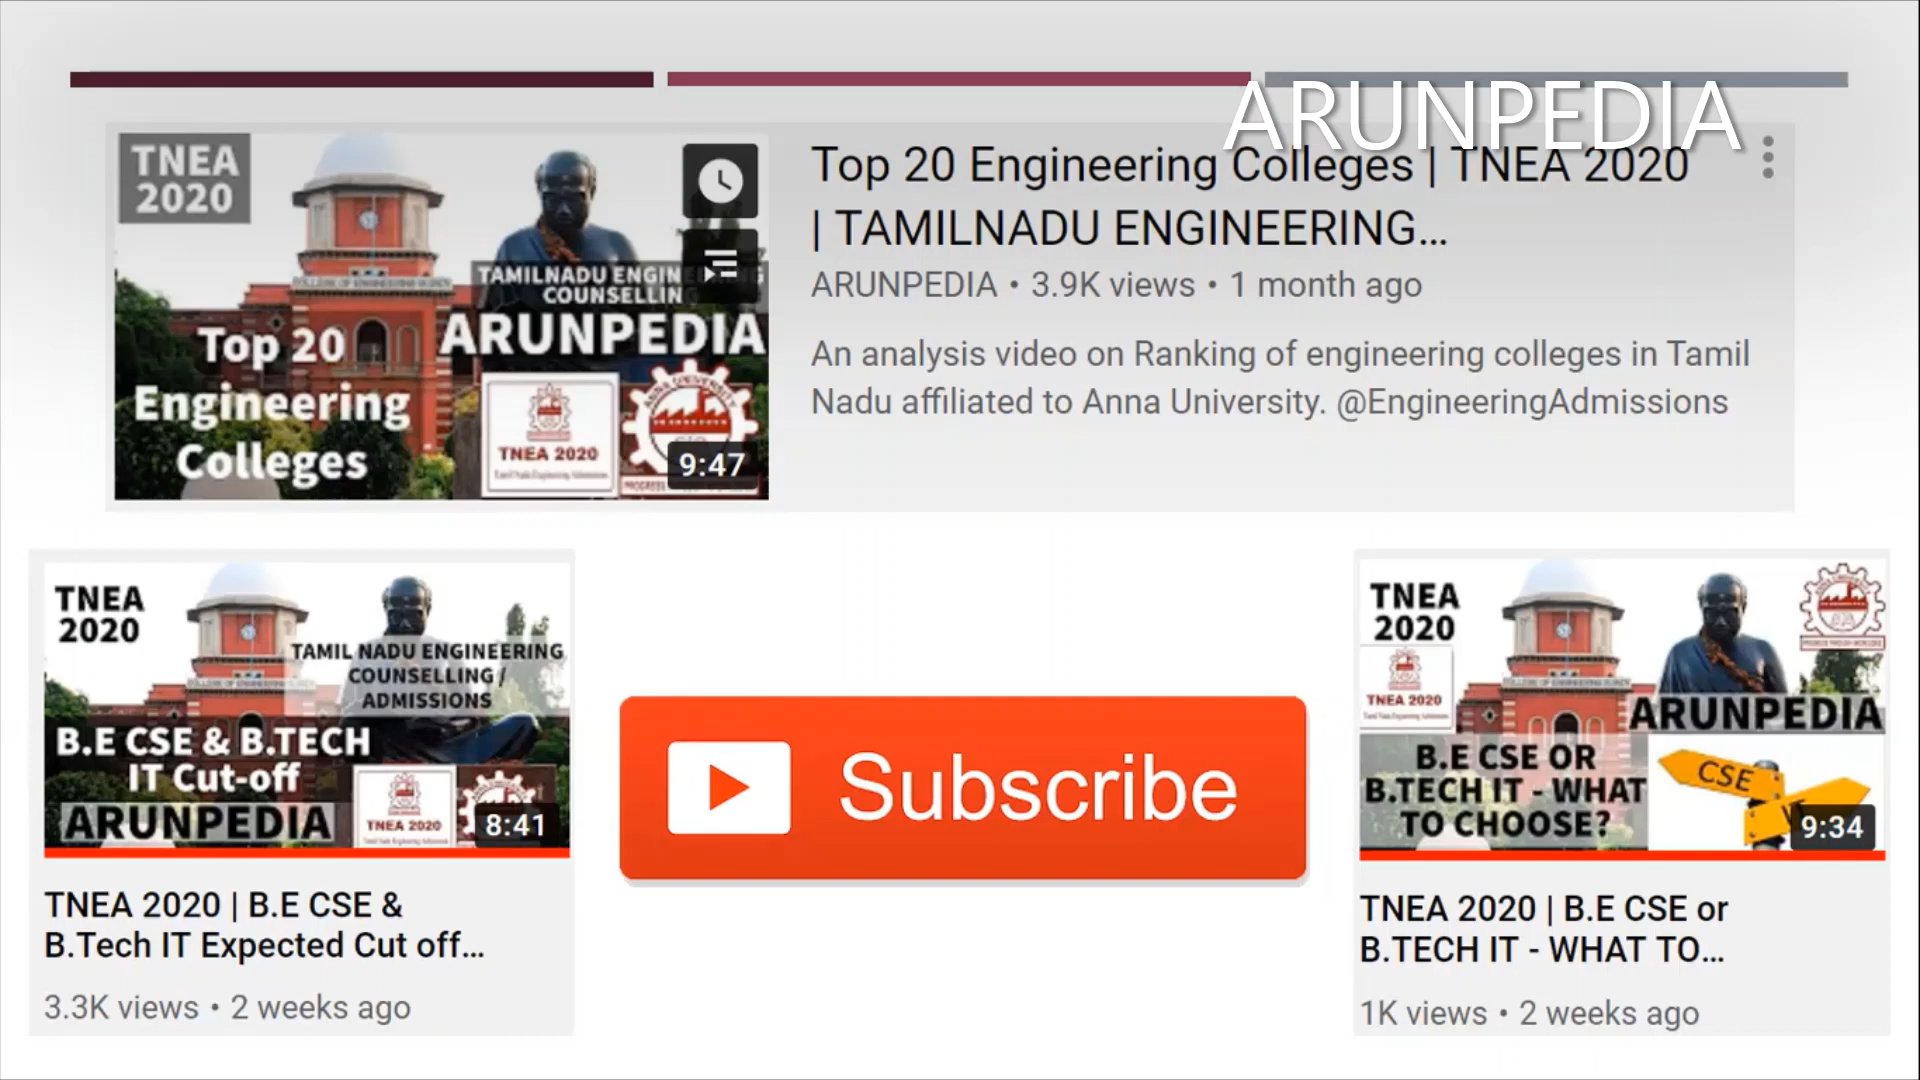 ARUNPEDIA
TNEA
2020
TAMILNADU ENGINEERING
COUNSELLING
ARUNPEDIA
Top 20
Engineering
Colleges
TNEA 2020
9:47
Top 20 Engineering Colleges | TNEA 2020
| TAMILNADU ENGINEERING...
ARUNPEDIA • 3.9K views • 1 month ago
An analysis video on Ranking of engineering colleges in Tamil
Nadu affiliated to Anna University. @EngineeringAdmissions
TNEA
2020
TAMIL NADU ENGINEERING
COUNSELLING /
ADMISSIONS
B.E CSE & B.TECH
IT Cut-off
ARUNPEDIA
TNEA 2020
8:41
TNEA 2020 | B.E CSE &
B.Tech IT Expected Cut off...
3.3K views • 2 weeks ago
Subscribe
TNEA
2020
TNEA 2020
ARUNPEDIA
B.E CSE OR
B.TECH IT - WHAT
TO CHOOSE?
CSE
IT
9:34
TNEA 2020 | B.E CSE or
B.TECH IT - WHAT TO...
1K views • 2 weeks ago